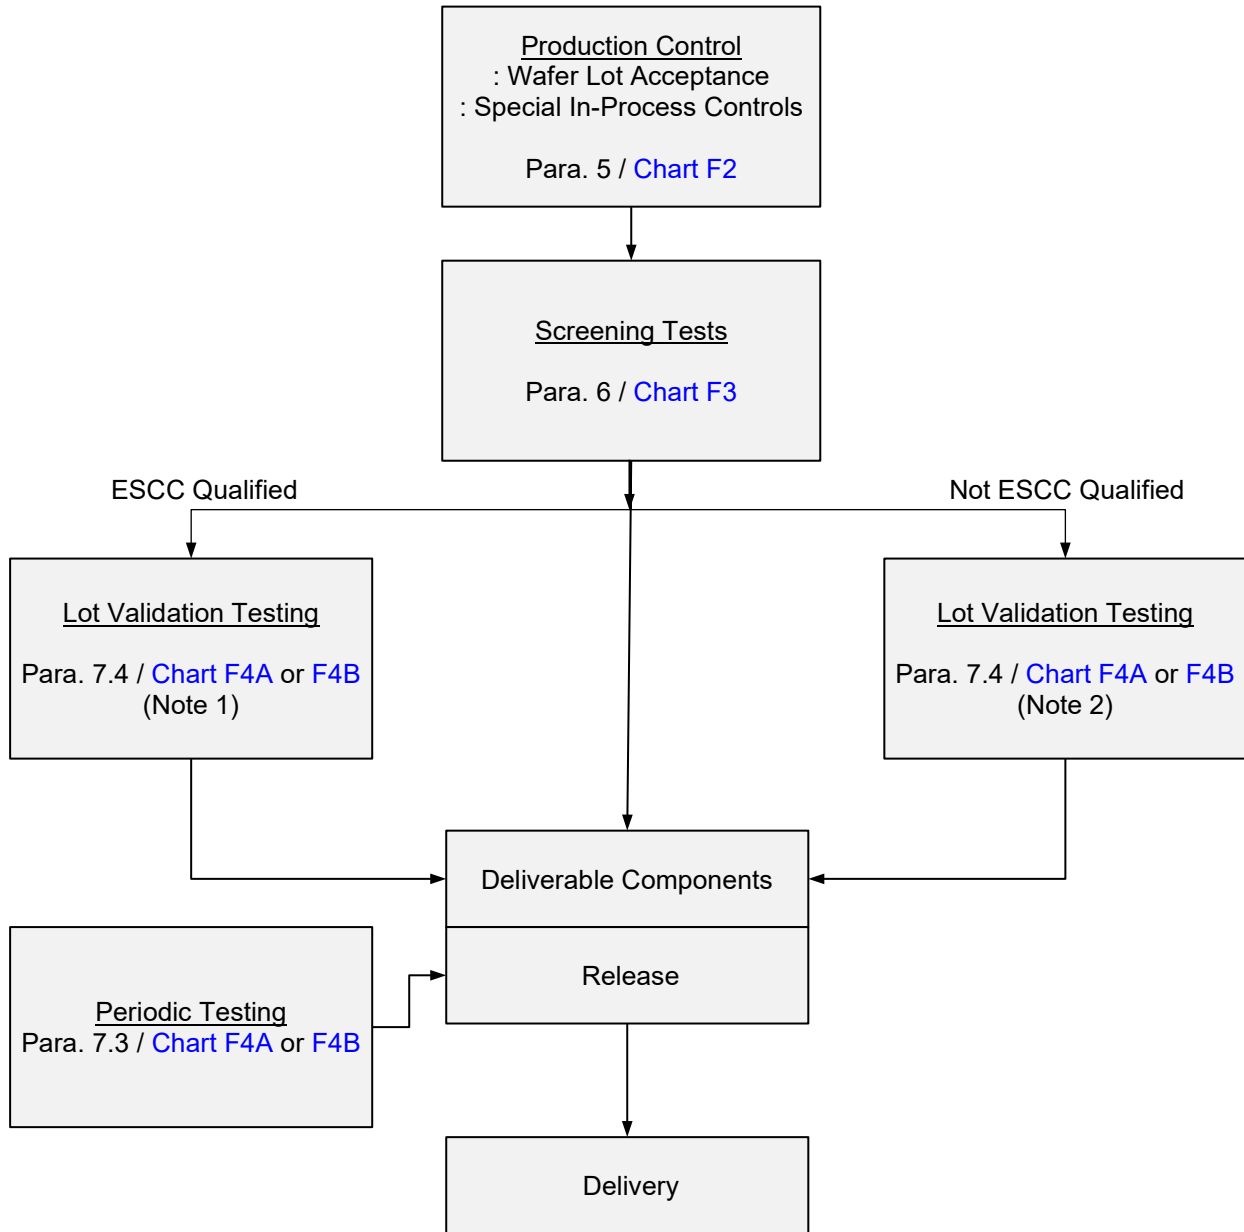 Production Control
: Wafer Lot Acceptance
: Special In-Process Controls
Para. 5 / Chart F2
Screening Tests
Para. 6 / Chart F3
ESCC Qualified
Not ESCC Qualified
Lot Validation Testing
Para. 7.4 / Chart F4A or F4B
(Note 1)
Lot Validation Testing
Para. 7.4 / Chart F4A or F4B
(Note 2)
Deliverable Components
Release
Periodic Testing
Para. 7.3 / Chart F4A or F4B
Delivery